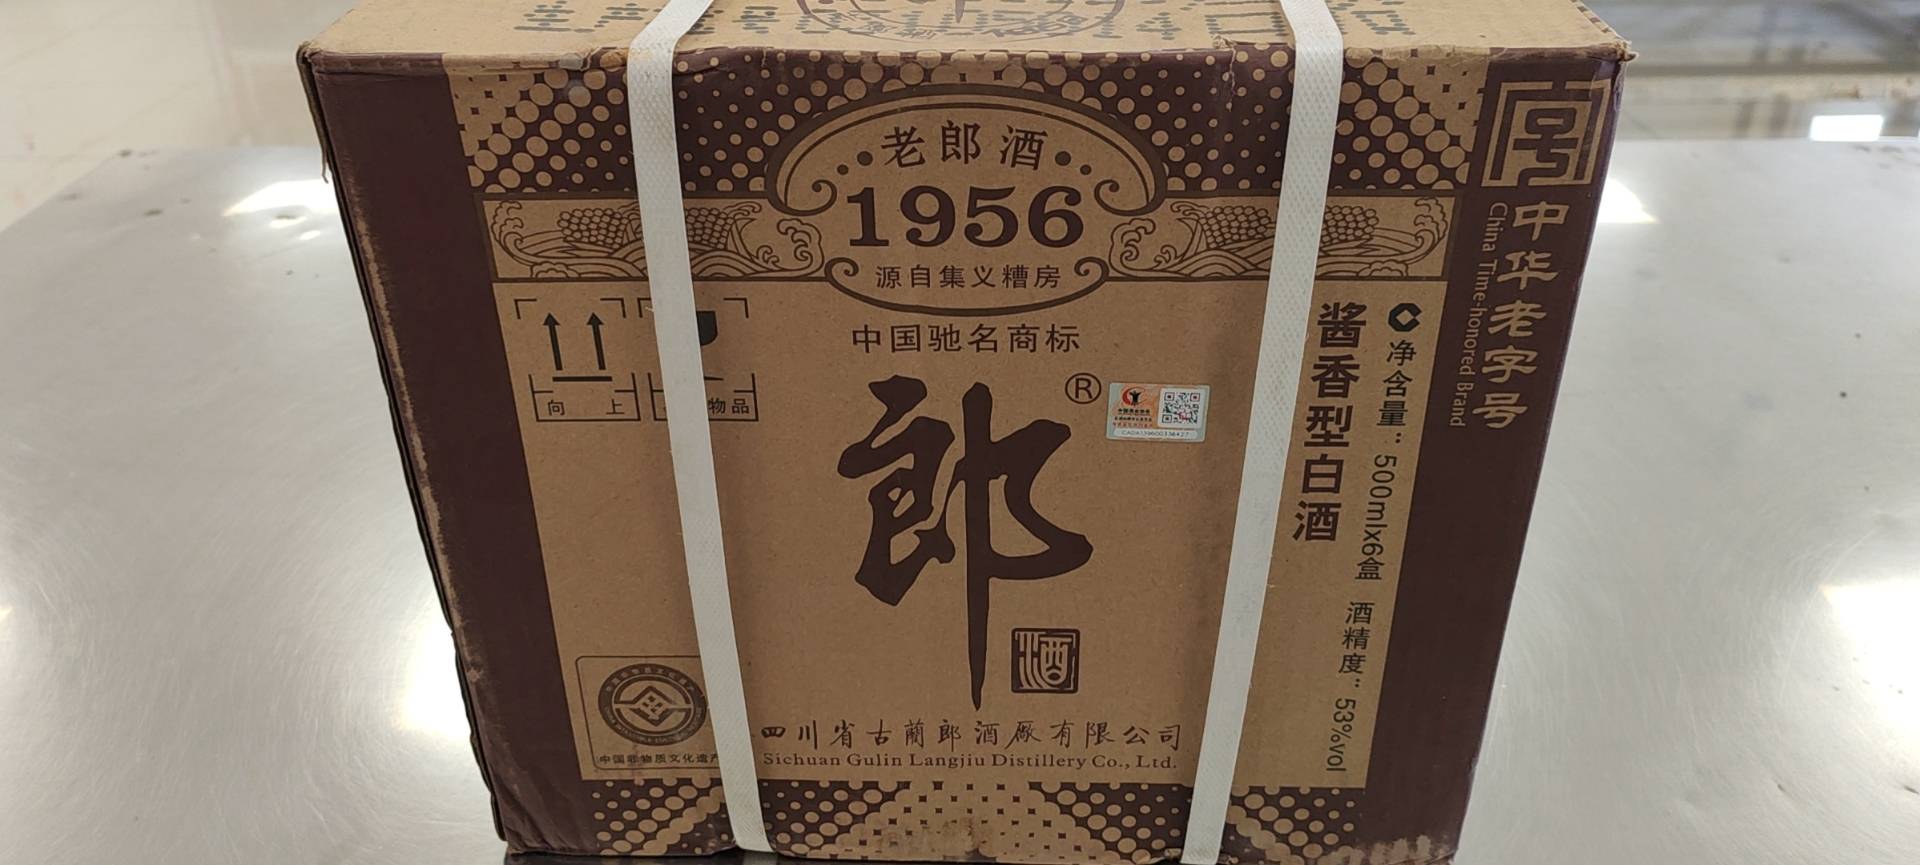 老郎酒
1956
源自集义糟房
中国驰名商标
郎®
酒
向 上
物品
中国非物质文化遗产
四川省古蔺郎酒厰有限公司
Sichuan Gulin Langjiu Distillery Co., Ltd.
酱香型白酒
净含量：500mlx6盒 酒精度：53%vol
中华老字号
China Time-honored Brand